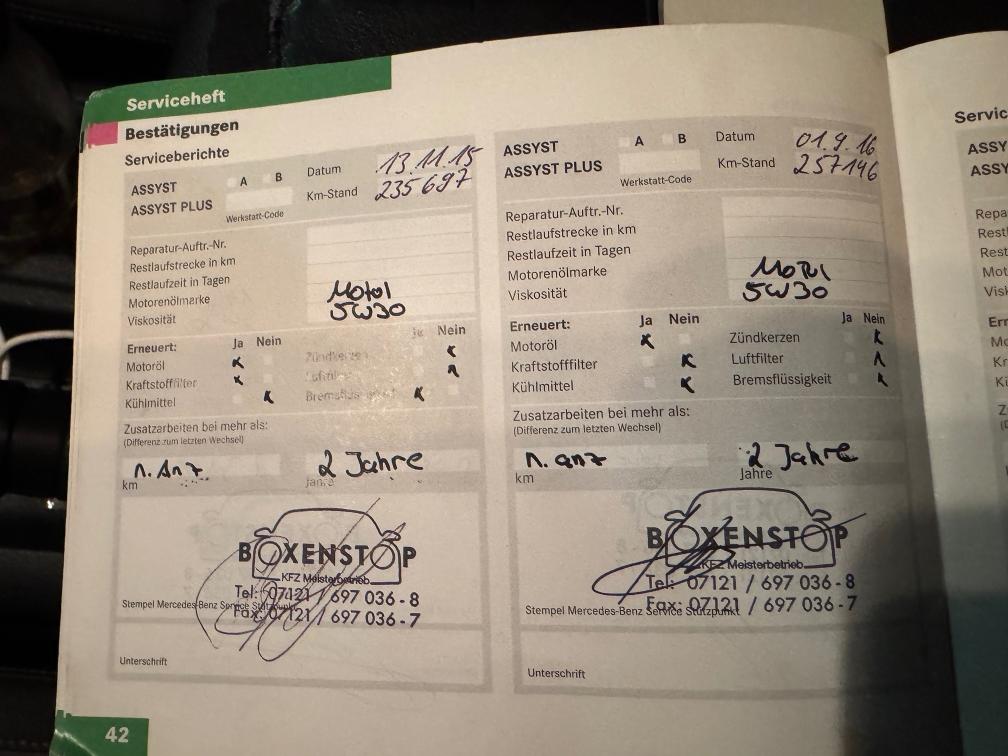 Serviceheft
Bestätigungen
Serviceberichte
ASSYST
A B
Datum 13.11.15
ASSYST PLUS
Werkstatt-Code
Km-Stand 235697
Reparatur-Auftr.-Nr.
Restlaufstrecke in km
Restlaufzeit in Tagen
Motorenölmarke Motul
Viskosität 5W30
Erneuert: Ja Nein Ja Nein
Motoröl x Zündkerzen x
Kraftstofffilter x Luftfilter x
Kühlmittel x Bremsflüssigkeit x
Zusatzarbeiten bei mehr als:
(Differenz zum letzten Wechsel)
n. Anz 2 Jahre
km Jahre
BOXENSTOP
KFZ Meisterbetrieb
Tel: 07121 / 697 036 - 8
Stempel Mercedes-Benz Service Stützpunkt
Fax: 07121 / 697 036 - 7
Unterschrift
42
ASSYST
A B
Datum 01.9.16
ASSYST PLUS
Werkstatt-Code
Km-Stand 257146
Reparatur-Auftr.-Nr.
Restlaufstrecke in km
Restlaufzeit in Tagen
Motorenölmarke Motul
Viskosität 5W30
Erneuert: Ja Nein Ja Nein
Motoröl x Zündkerzen x
Kraftstofffilter x Luftfilter x
Kühlmittel x Bremsflüssigkeit x
Zusatzarbeiten bei mehr als:
(Differenz zum letzten Wechsel)
n. anz 2 Jahre
km Jahre
BOXENSTOP
KFZ Meisterbetrieb
Tel: 07121 / 697 036 - 8
Stempel Mercedes-Benz Service Stützpunkt
Fax: 07121 / 697 036 - 7
Unterschrift